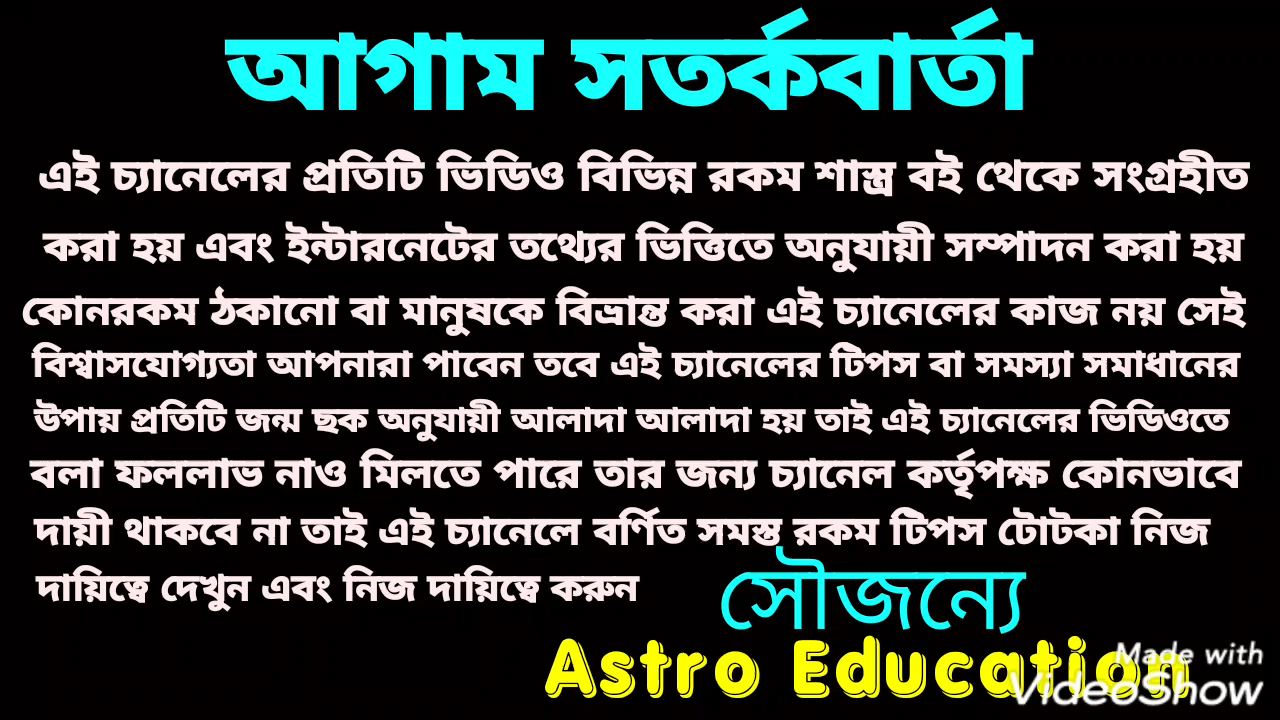 আগাম সতর্কবার্তা
এই চ্যানেলের প্রতিটি ভিডিও বিভিন্ন রকম শাস্ত্র বই থেকে সংগ্রহীত
করা হয় এবং ইন্টারনেটের তথ্যের ভিত্তিতে অনুযায়ী সম্পাদন করা হয়
কোনরকম ঠকানো বা মানুষকে বিভ্রান্ত করা এই চ্যানেলের কাজ নয় সেই
বিশ্বাসযোগ্যতা আপনারা পাবেন তবে এই চ্যানেলের টিপস বা সমস্যা সমাধানের
উপায় প্রতিটি জন্ম ছক অনুযায়ী আলাদা আলাদা হয় তাই এই চ্যানেলের ভিডিওতে
বলা ফললাভ নাও মিলতে পারে তার জন্য চ্যানেল কর্তৃপক্ষ কোনভাবে
দায়ী থাকবে না তাই এই চ্যানেলে বর্ণিত সমস্ত রকম টিপস টোটকা নিজ
দায়িত্বে দেখুন এবং নিজ দায়িত্বে করুন
সৌজন্যে
Astro Education
Made with
VideoShow